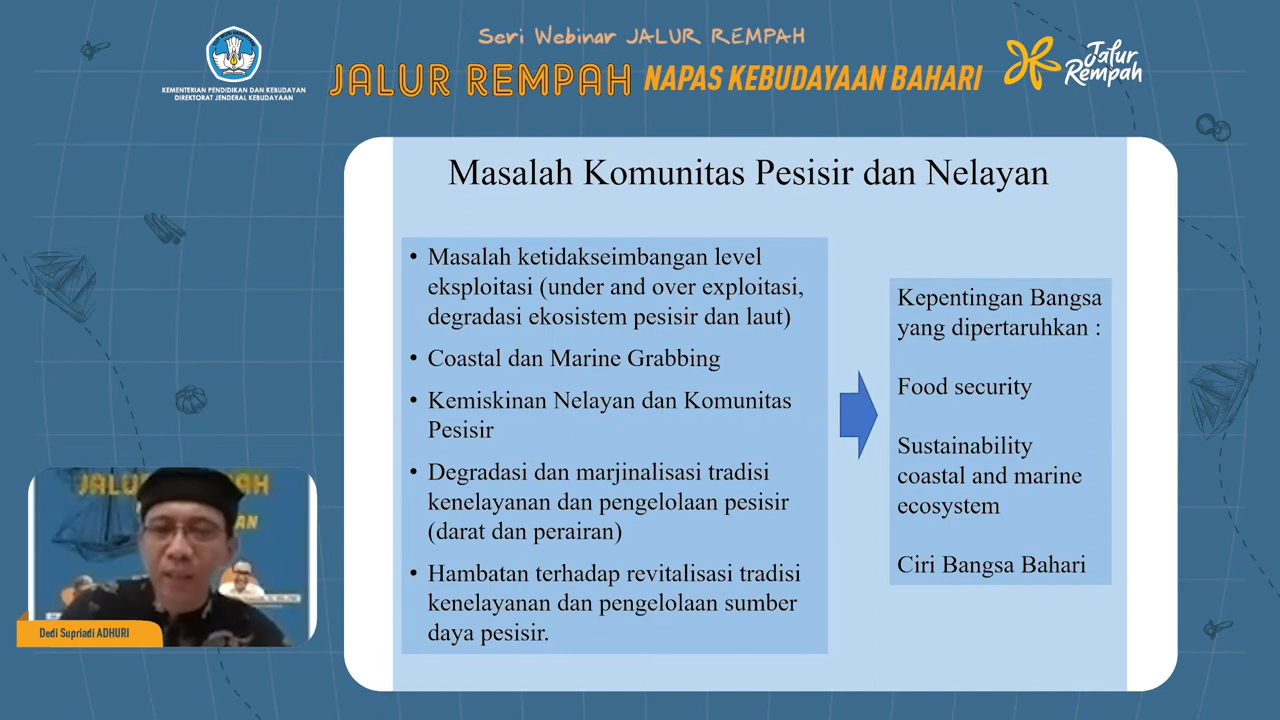 Seri Webinar JALUR REMPAH
JALUR REMPAH NAPAS KEBUDAYAAN BAHARI
KEMENTERIAN PENDIDIKAN DAN KEBUDAYAAN
DIREKTORAT JENDERAL KEBUDAYAAN
Jalur
Rempah
Masalah Komunitas Pesisir dan Nelayan
• Masalah ketidakseimbangan level
eksploitasi (under and over exploitasi,
degradasi ekosistem pesisir dan laut)
• Coastal dan Marine Grabbing
• Kemiskinan Nelayan dan Komunitas
Pesisir
• Degradasi dan marjinalisasi tradisi
kenelayanan dan pengelolaan pesisir
(darat dan perairan)
• Hambatan terhadap revitalisasi tradisi
kenelayanan dan pengelolaan sumber
daya pesisir.
Kepentingan Bangsa
yang dipertaruhkan :
Food security
Sustainability
coastal and marine
ecosystem
Ciri Bangsa Bahari
Dedi Supriadi ADHURI